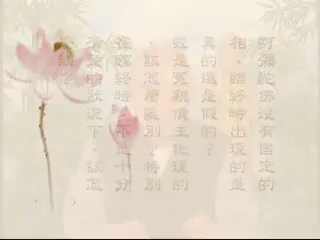 阿彌陀佛沒有固定的
相，臨終時出現的是
真的還是假的？
或是冤親債主化現的
該怎麼區別？特別
在臨終時，不是十分
清楚的狀況下，該怎